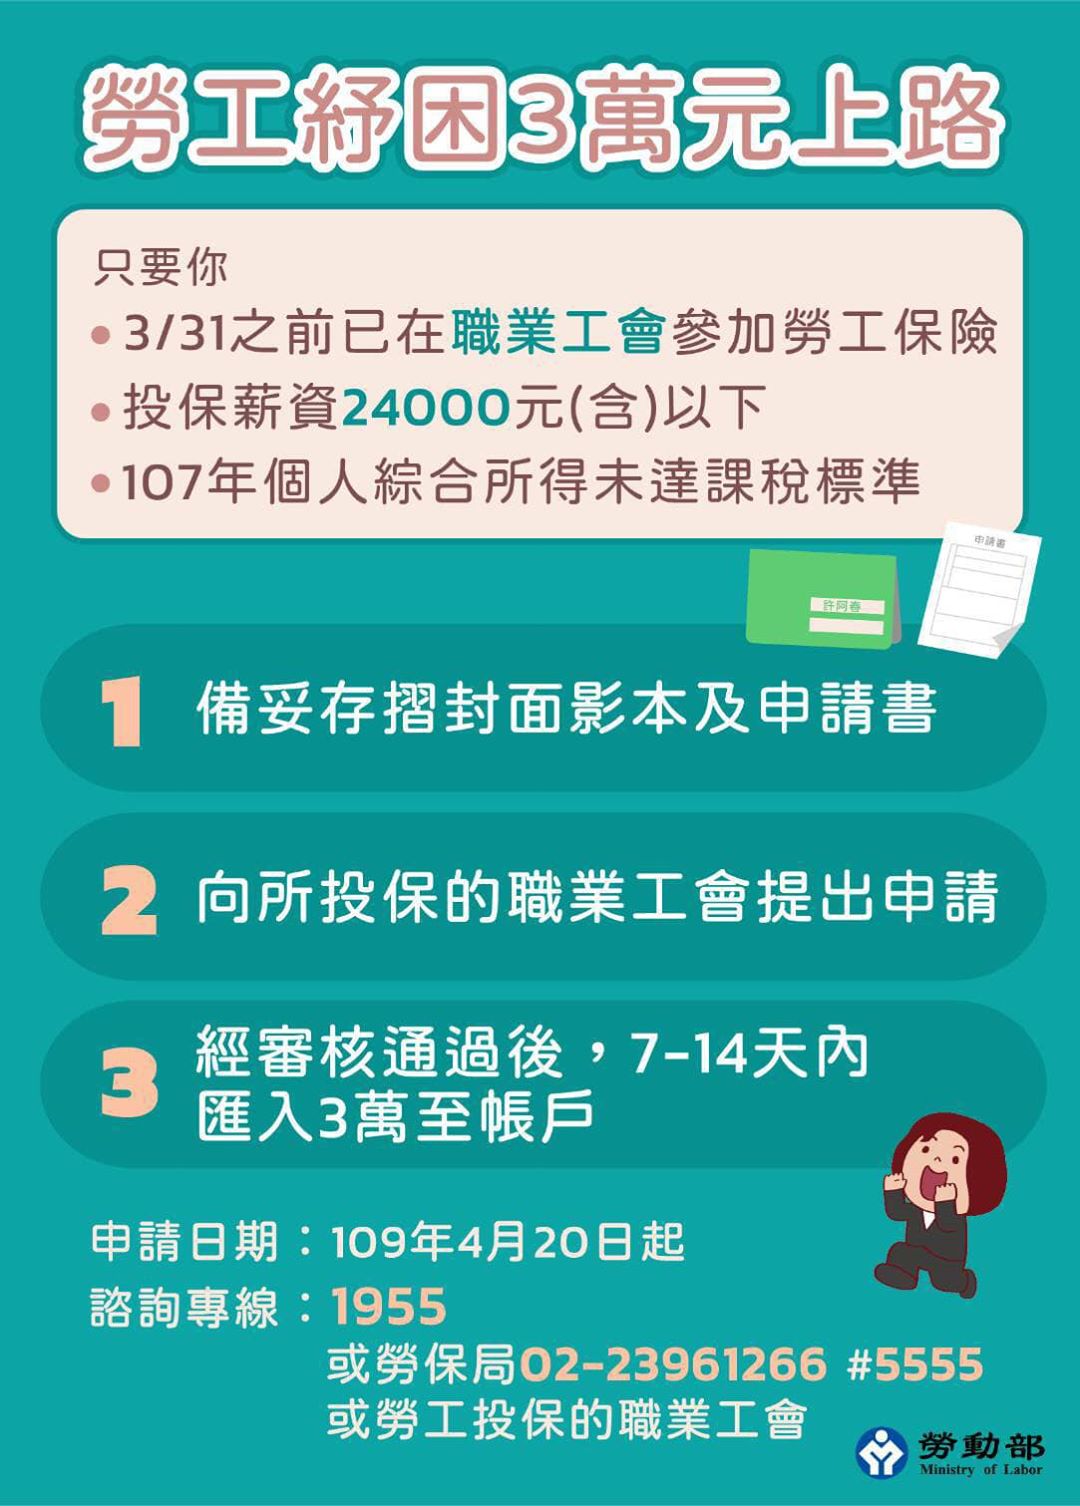 勞工紓困3萬元上路
只要你
•3/31之前已在職業工會參加勞工保險
•投保薪資24000元(含)以下
•107年個人綜合所得未達課稅標準
申請書
許阿春
1 備妥存摺封面影本及申請書
2 向所投保的職業工會提出申請
3 經審核通過後，7-14天內
匯入3萬至帳戶
申請日期：109年4月20日起
諮詢專線：1955
或勞保局02-23961266 #5555
或勞工投保的職業工會
勞動部
Ministry of Labor